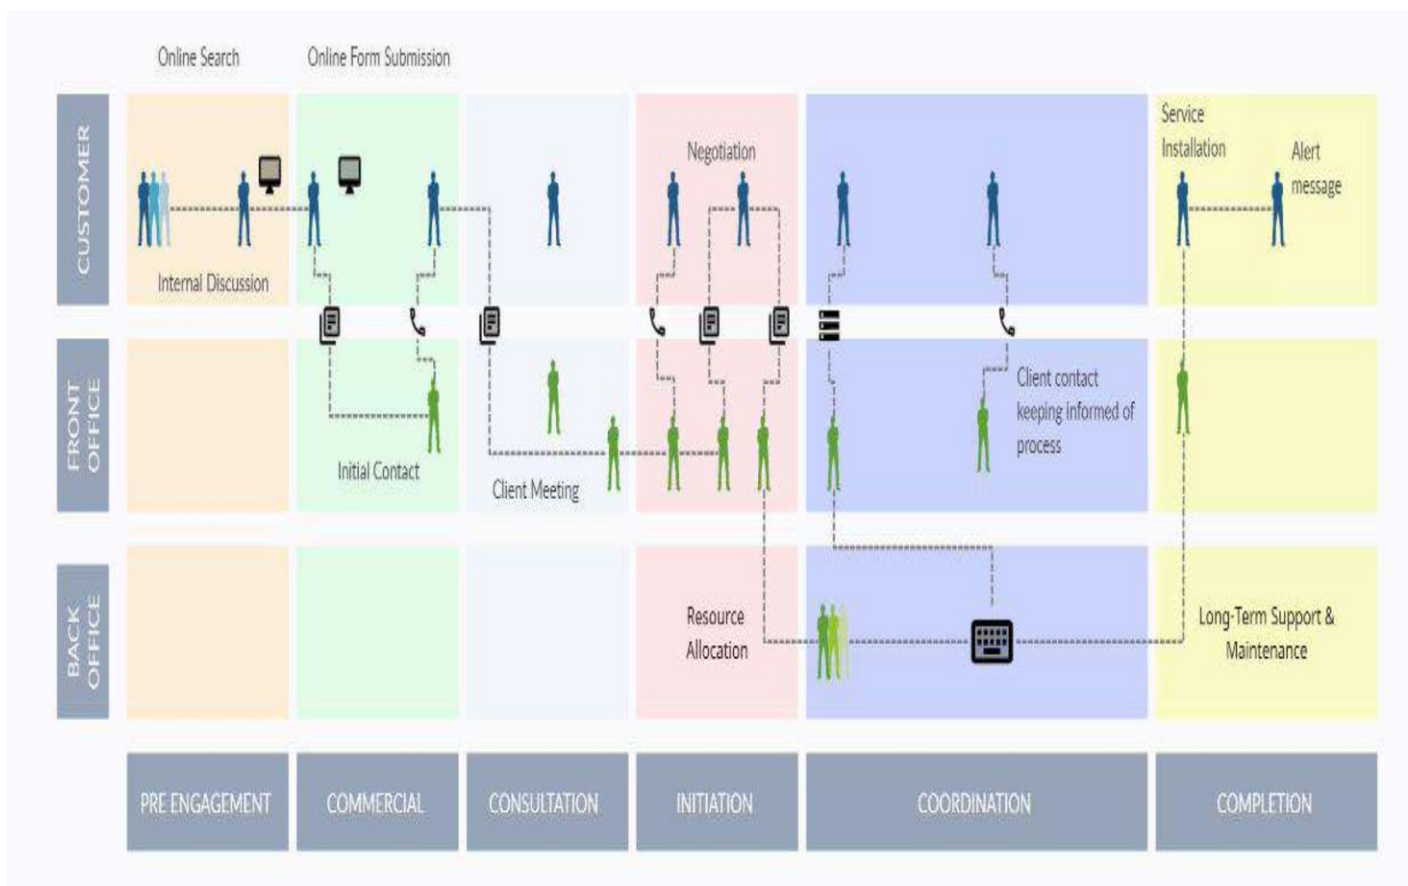 Online Search
Online Form Submission
CUSTOMER
Internal Discussion
Negotiation
Service
Installation
Alert
message
FRONT
OFFICE
Initial Contact
Client Meeting
Client contact
keeping informed of
process
BACK
OFFICE
Resource
Allocation
Long-Term Support &
Maintenance
PRE ENGAGEMENT
COMMERCIAL
CONSULTATION
INITIATION
COORDINATION
COMPLETION